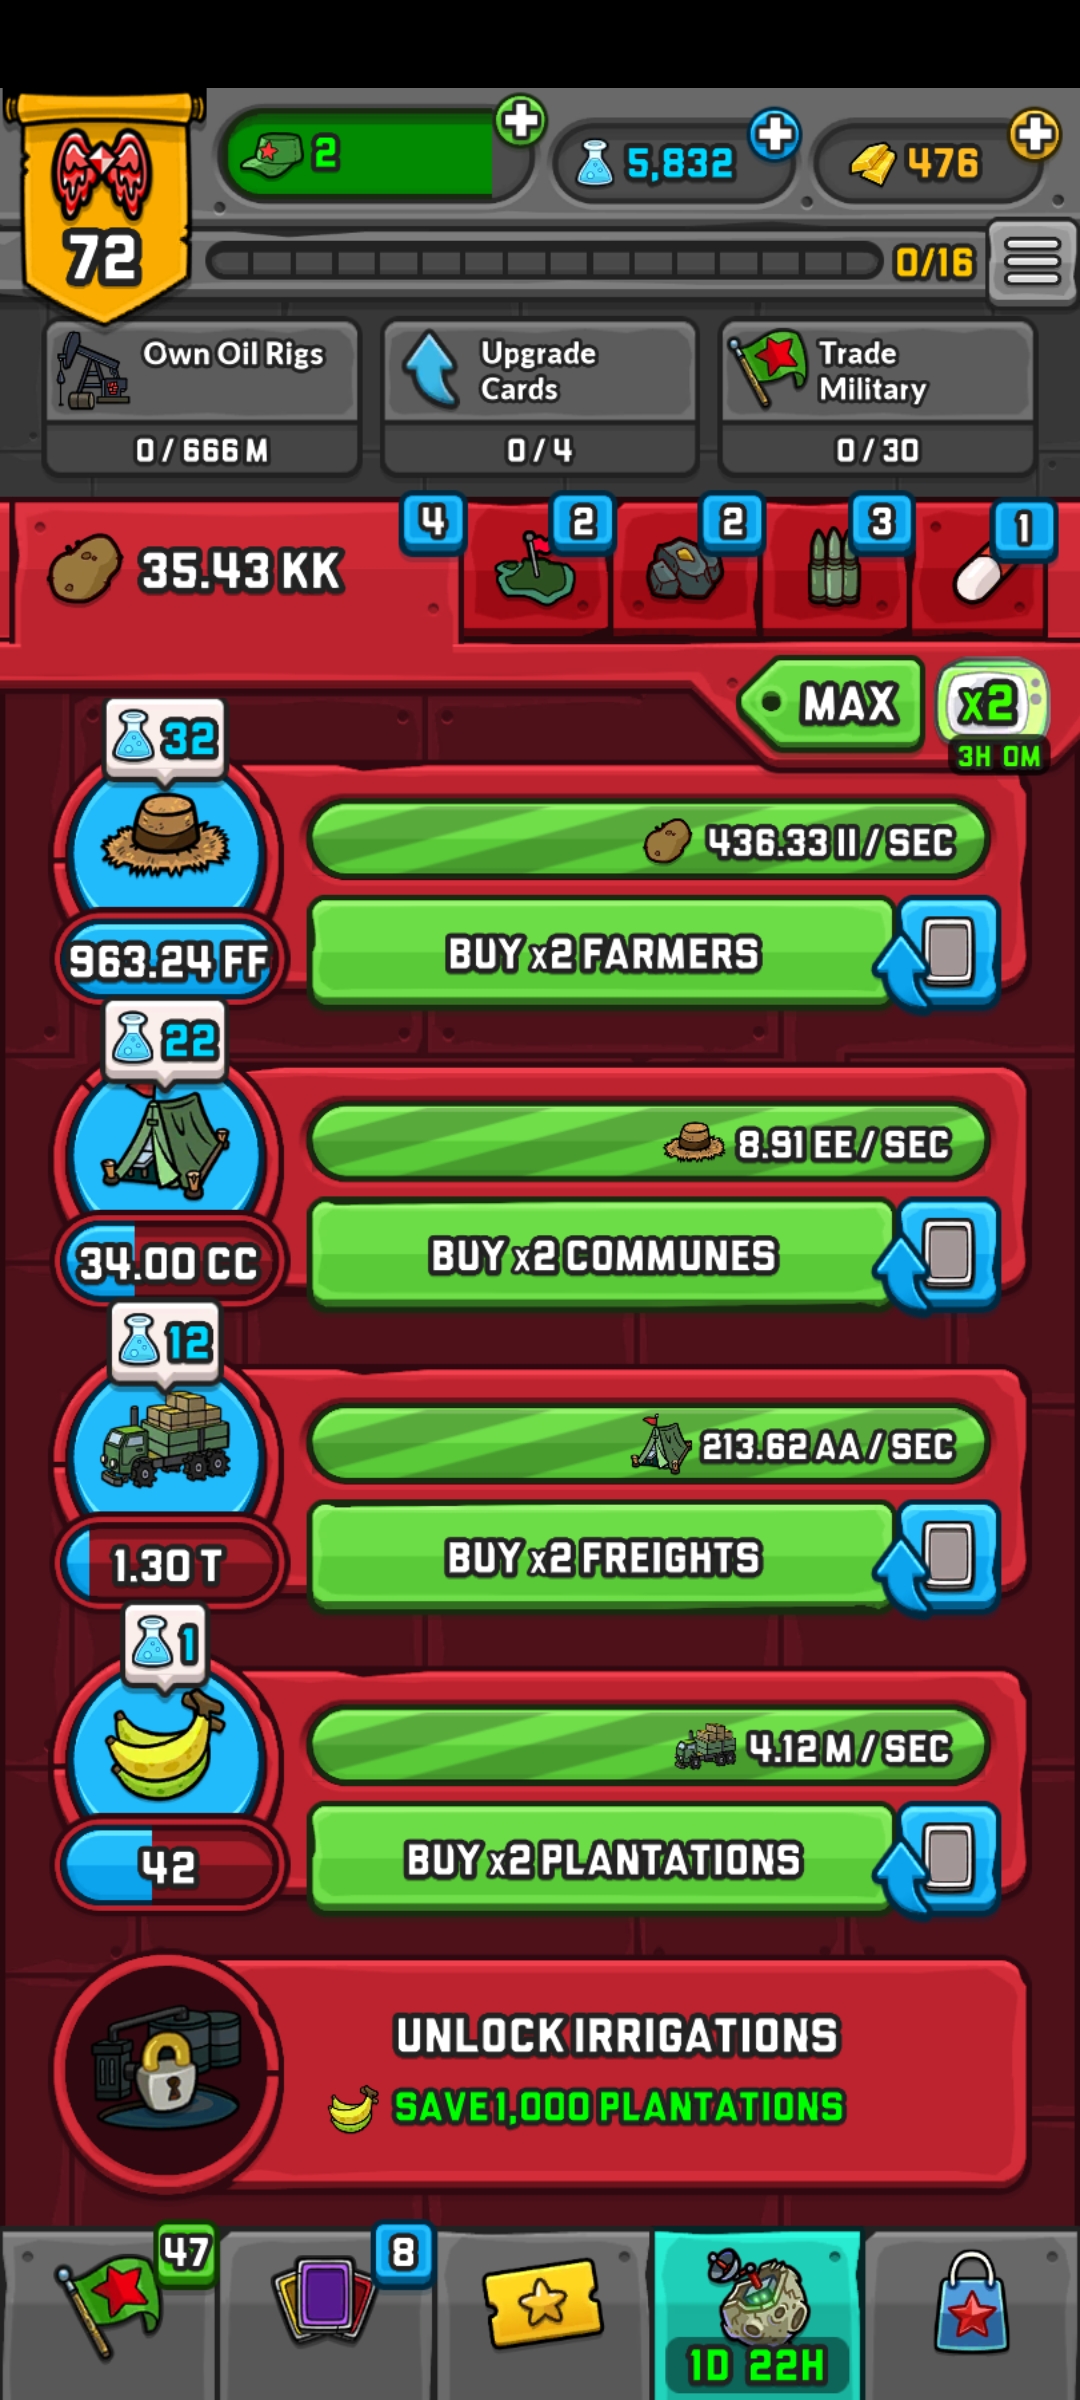 2
5,832
476
72
0/16
Own Oil Rigs
0 / 666 M
Upgrade
Cards
0 / 4
Trade
Military
0 / 30
35.43 KK
4
2
2
3
1
MAX
x2
3H 0M
32
436.33 II / SEC
963.24 FF
BUY x2 FARMERS
22
8.91 EE / SEC
34.00 CC
BUY x2 COMMUNES
12
213.62 AA / SEC
1.30 T
BUY x2 FREIGHTS
1
4.12 M / SEC
42
BUY x2 PLANTATIONS
UNLOCK IRRIGATIONS
SAVE 1,000 PLANTATIONS
47
8
1D 22H